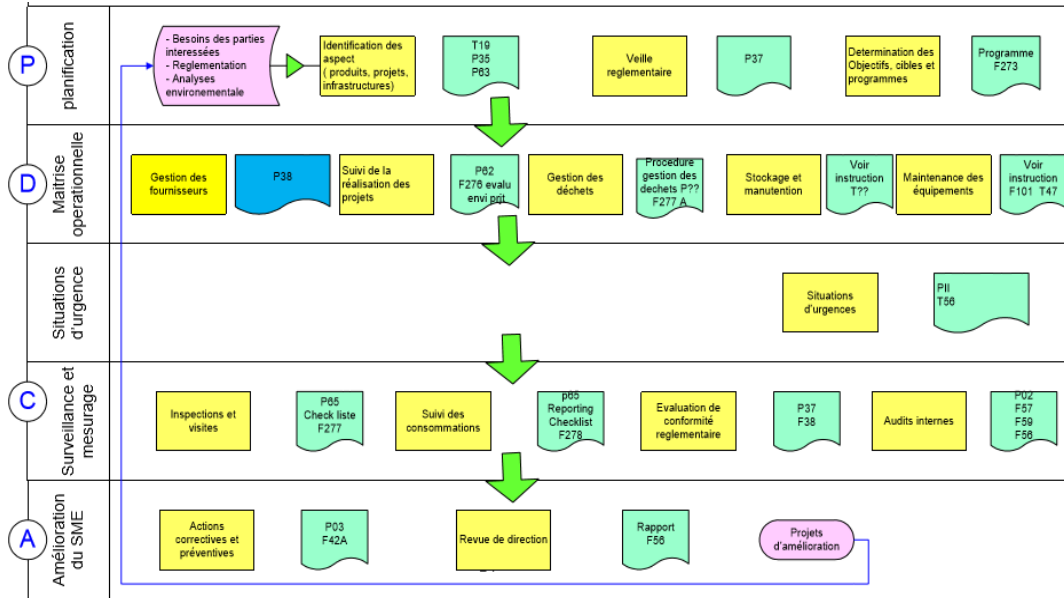 P
planification
- Besoins des parties
interessées
- Reglementation
- Analyses
environementale
Identification des
aspect
( produits, projets,
infrastructures)
T19
P35
P63
Veille
reglementaire
P37
Determination des
Objectifs, cibles et
programmes
Programme
F273
D
Maitrise
operationnelle
Gestion des
fournisseurs
P38
Suivi de la
réalisation des
projets
P62
F276 evalu
envi prjt
Gestion des
déchets
Procedure
gestion des
dechets P??
F277 A
Stockage et
manutention
Voir
instruction
T??
Maintenance des
équipements
Voir
instruction
F101 T47
Situations
d'urgence
Situations
d'urgences
PII
T56
C
Surveillance et
mesurage
Inspections et
visites
P65
Check liste
F277
Suivi des
consommations
p65
Reporting
Checklist
F278
Evaluation de
conformité
reglementaire
P37
F38
Audits internes
P02
F57
F59
F56
A
Amélioration
du SME
Actions
correctives et
préventives
P03
F42A
Revue de direction
Rapport
F56
Projets
d'amélioration